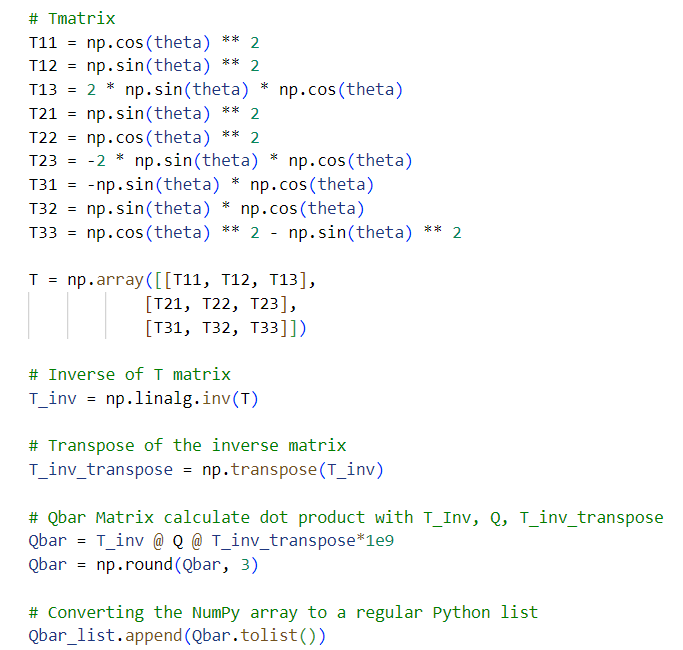 # Tmatrix
T11 = np.cos(theta) ** 2
T12 = np.sin(theta) ** 2
T13 = 2 * np.sin(theta) * np.cos(theta)
T21 = np.sin(theta) ** 2
T22 = np.cos(theta) ** 2
T23 = -2 * np.sin(theta) * np.cos(theta)
T31 = -np.sin(theta) * np.cos(theta)
T32 = np.sin(theta) * np.cos(theta)
T33 = np.cos(theta) ** 2 - np.sin(theta) ** 2
T = np.array([[T11, T12, T13],
[T21, T22, T23],
[T31, T32, T33]])
# Inverse of T matrix
T_inv = np.linalg.inv(T)
# Transpose of the inverse matrix
T_inv_transpose = np.transpose(T_inv)
# Qbar Matrix calculate dot product with T_Inv, Q, T_inv_transpose
Qbar = T_inv @ Q @ T_inv_transpose*1e9
Qbar = np.round(Qbar, 3)
# Converting the NumPy array to a regular Python list
Qbar_list.append(Qbar.tolist())